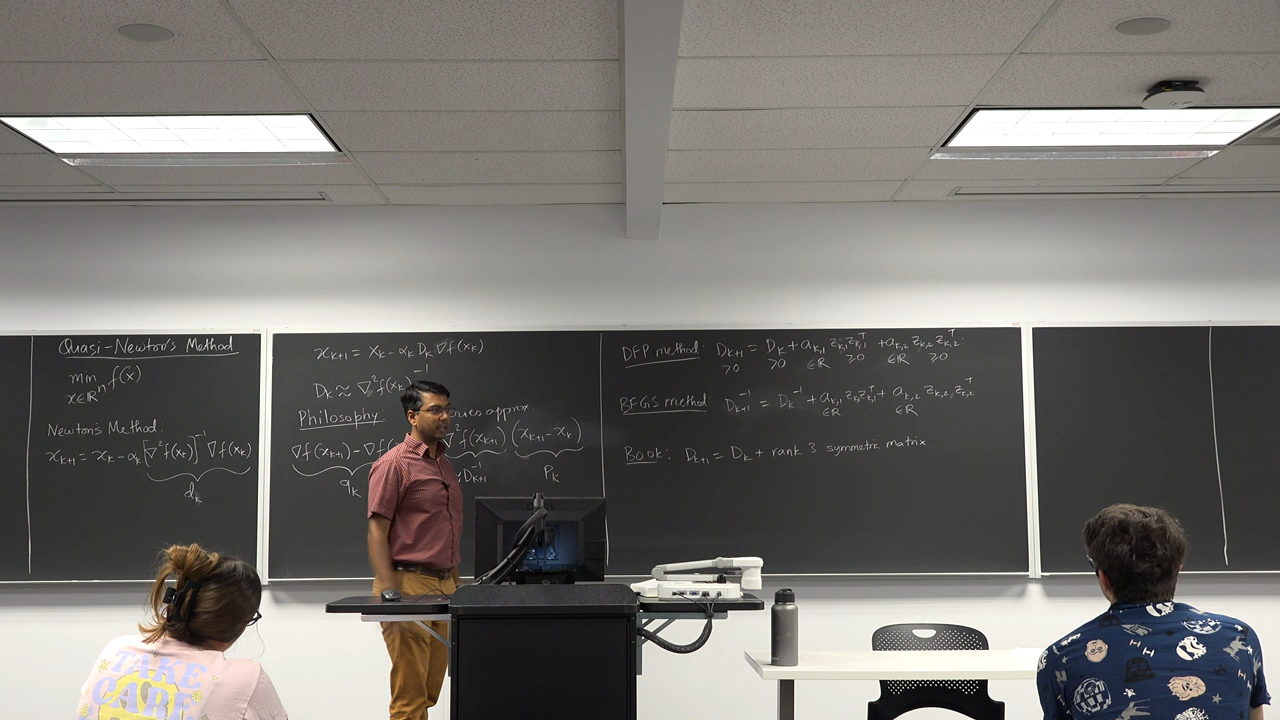 Quasi-Newton's Method
min f(x)
x∈ℝⁿ
Newton's Method:
x_{k+1} = x_k - α_k [∇²f(x_k)]⁻¹ ∇f(x_k)
d_k
x_{k+1} = x_k - α_k D_k ∇f(x_k)
D_k ≈ ∇²f(x_k)⁻¹
Philosophy: approx.
∇f(x_{k+1}) - ∇f ∇²f(x_{k+1}) (x_{k+1} - x_k)
q_k D_{k+1}⁻¹ p_k
DFP method: D_{k+1} = D_k + a_{k,1} z_{k,1} z_{k,1}ᵀ + a_{k,2} z_{k,2} z_{k,2}ᵀ
>0 >0 ∈ℝ ≥0 ∈ℝ ≥0
BFGS method: D_{k+1}⁻¹ = D_k⁻¹ + a_{k,1} z_{k,1} z_{k,1}ᵀ + a_{k,2} z_{k,2} z_{k,2}ᵀ
∈ℝ ∈ℝ
Book: D_{k+1} = D_k + rank 3 symmetric matrix.
TAKE
CARE